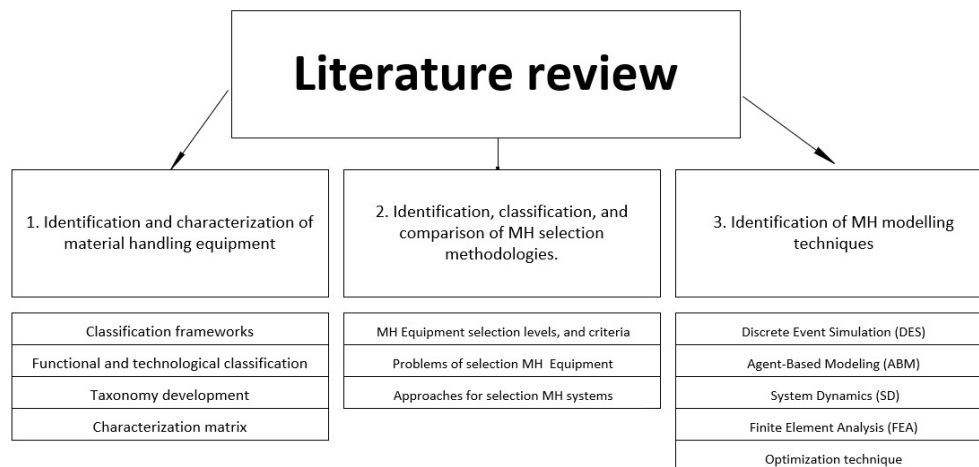 Literature review
1. Identification and characterization of
material handling equipment
2. Identification, classification, and
comparison of MH selection
methodologies.
3. Identification of MH modelling
techniques
Classification frameworks
Functional and technological classification
Taxonomy development
Characterization matrix
MH Equipment selection levels, and criteria
Problems of selection MH Equipment
Approaches for selection MH systems
Discrete Event Simulation (DES)
Agent-Based Modeling (ABM)
System Dynamics (SD)
Finite Element Analysis (FEA)
Optimization technique